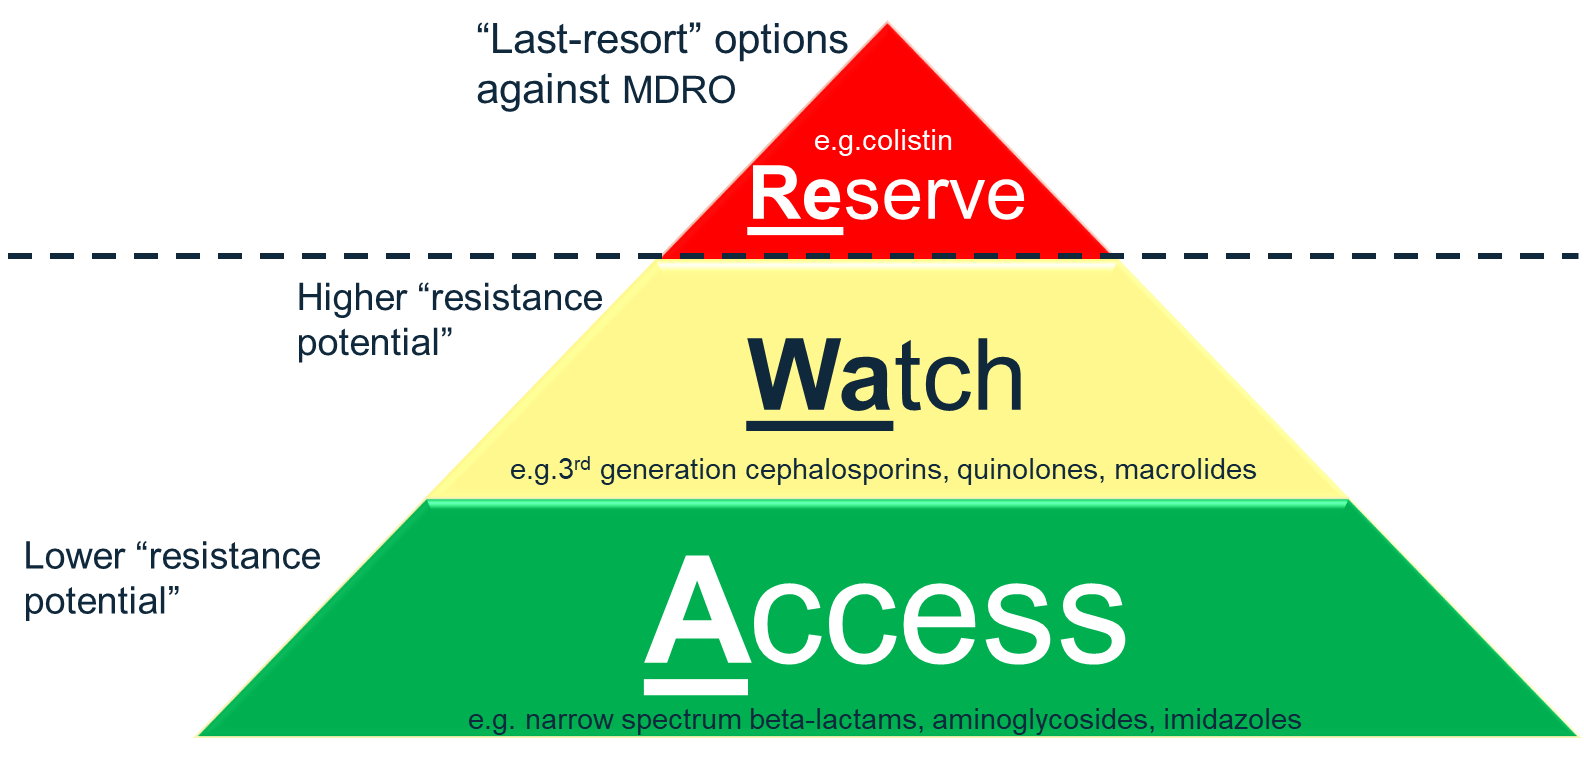 “Last-resort” options
against MDRO
e.g.colistin
Reserve
Higher “resistance
potential”
Watch
e.g.3rd generation cephalosporins, quinolones, macrolides
Lower “resistance
potential”
Access
e.g. narrow spectrum beta-lactams, aminoglycosides, imidazoles